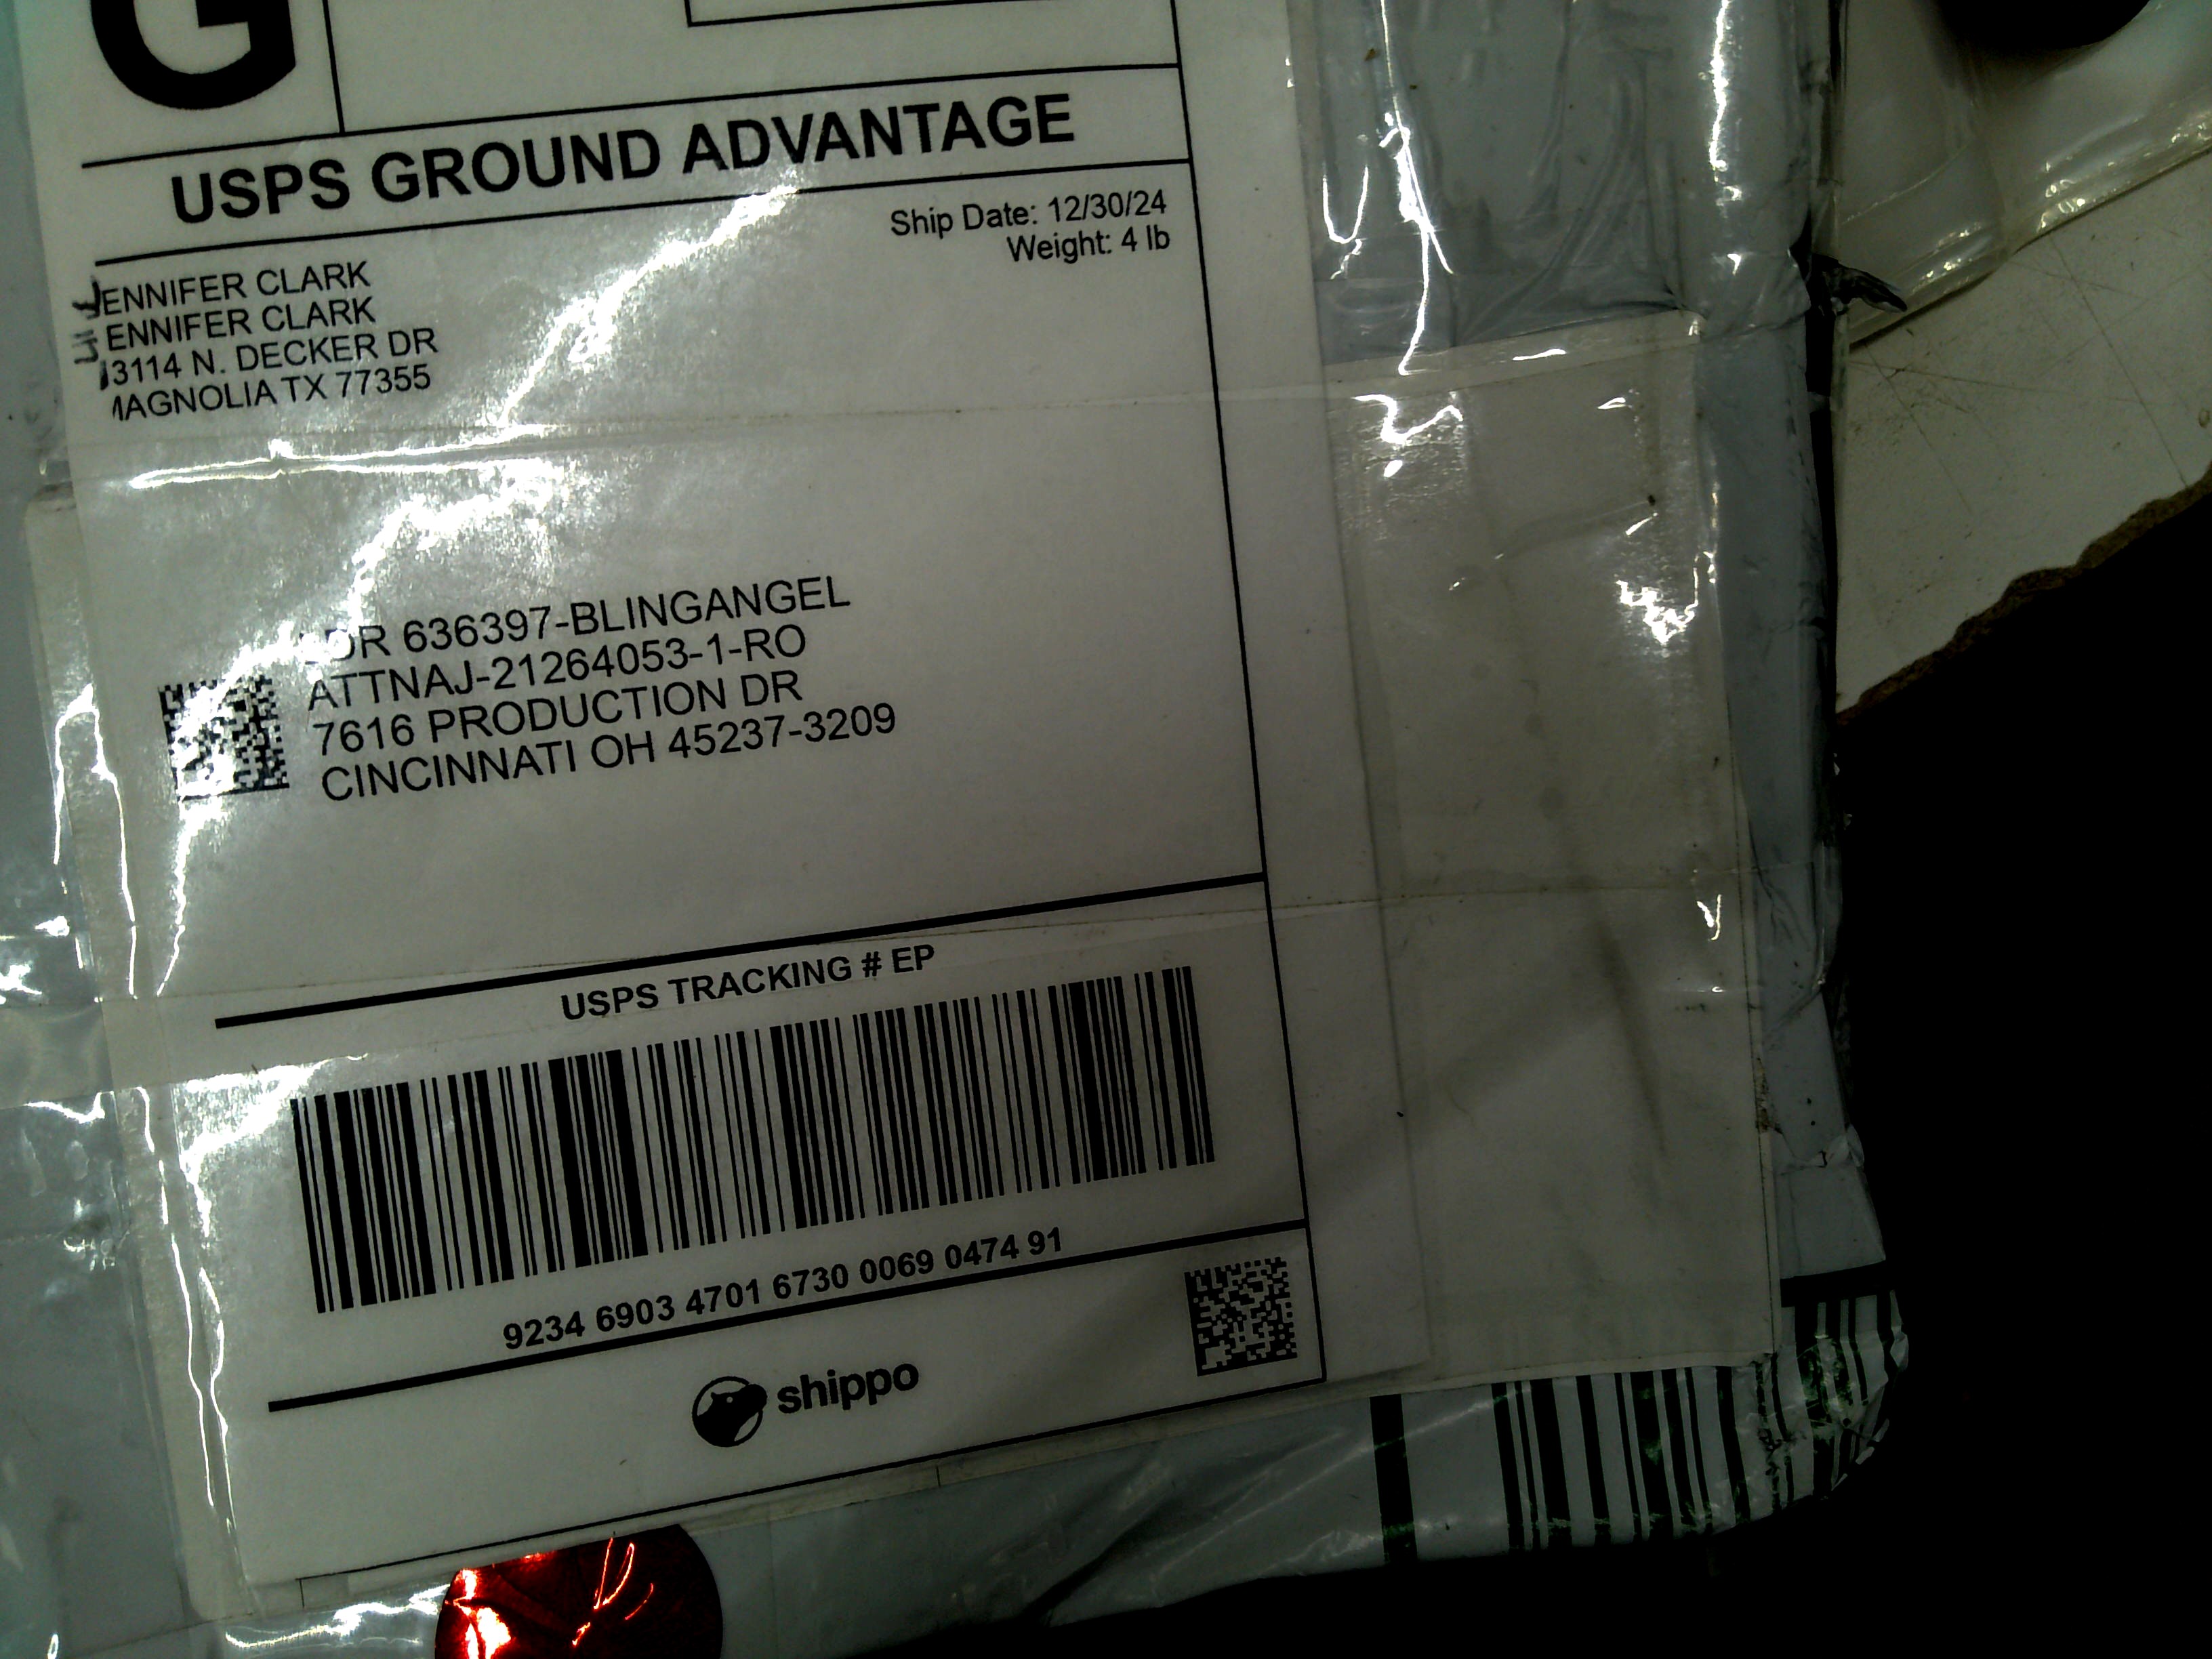 G
USPS GROUND ADVANTAGE
Ship Date: 12/30/24
Weight: 4 lb
JENNIFER CLARK
ENNIFER CLARK
3114 N. DECKER DR
MAGNOLIA TX 77355
636397-BLINGANGEL
ATTNAJ-21264053-1-RO
7616 PRODUCTION DR
CINCINNATI OH 45237-3209
USPS TRACKING # EP
9234 6903 4701 6730 0069 0474 91
shippo